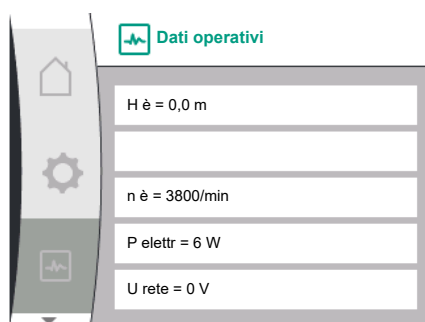 Dati operativi
H è = 0,0 m
n è = 3800/min
P elettr = 6 W
U rete = 0 V